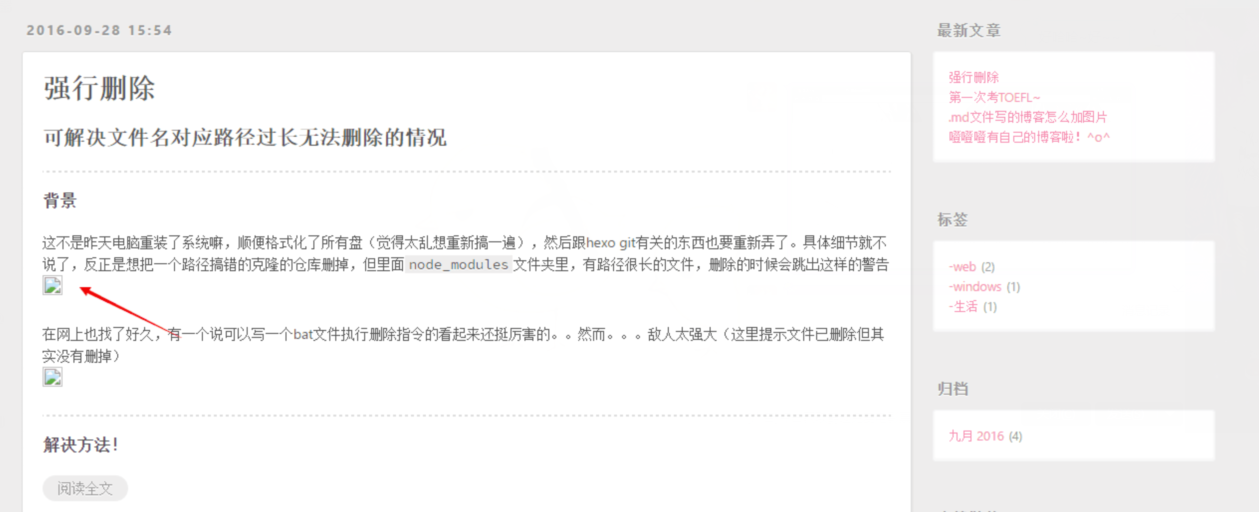 2016-09-28 15:54
强行删除
可解决文件名对应路径过长无法删除的情况
背景
这不是昨天电脑重装了系统嘛，顺便格式化了所有盘（觉得太乱想重新搞一遍），然后跟hexo git有关的东西也要重新弄了。具体细节就不
说了，反正是想把一个路径搞错的克隆的仓库删掉，但里面 node_modules 文件夹里，有路径很长的文件，删除的时候会跳出这样的警告
在网上也找了好久，有一个说可以写一个bat文件执行删除指令的看起来还挺厉害的。。然而。。。敌人太强大（这里提示文件已删除但其
实没有删掉）
解决方法！
阅读全文
最新文章
强行删除
第一次考TOEFL~
.md文件写的博客怎么加图片
噫噫噫有自己的博客啦！^o^
标签
-web (2)
-windows (1)
-生活 (1)
归档
九月 2016 (4)